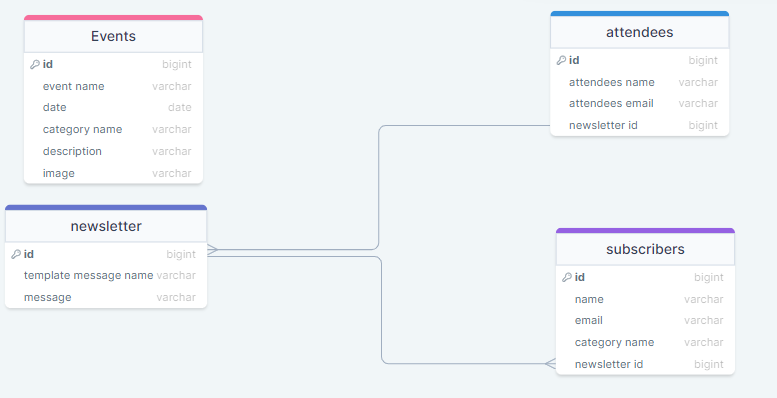 Events
id bigint
event name varchar
date date
category name varchar
description varchar
image varchar
newsletter
id bigint
template message name varchar
message varchar
attendees
id bigint
attendees name varchar
attendees email varchar
newsletter id bigint
subscribers
id bigint
name varchar
email varchar
category name varchar
newsletter id bigint